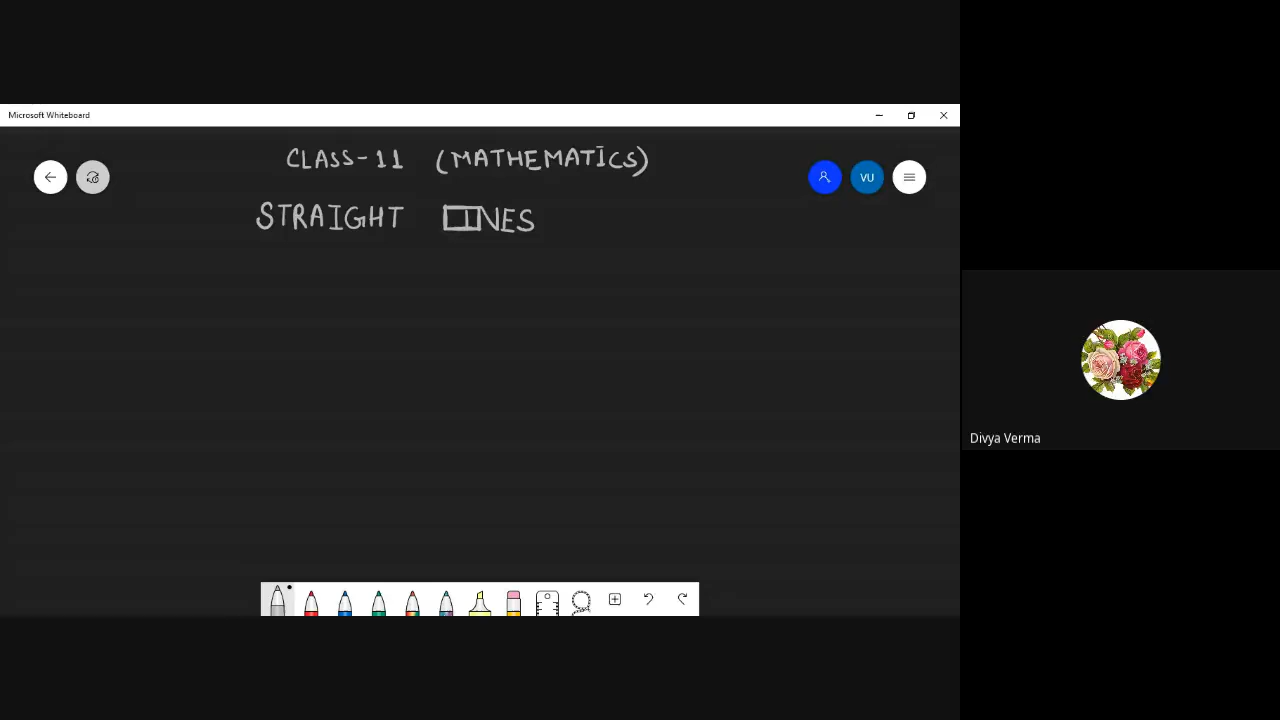 Microsoft Whiteboard
CLASS-11 (MATHEMATICS)
VU
STRAIGHT LINES
Divya Verma